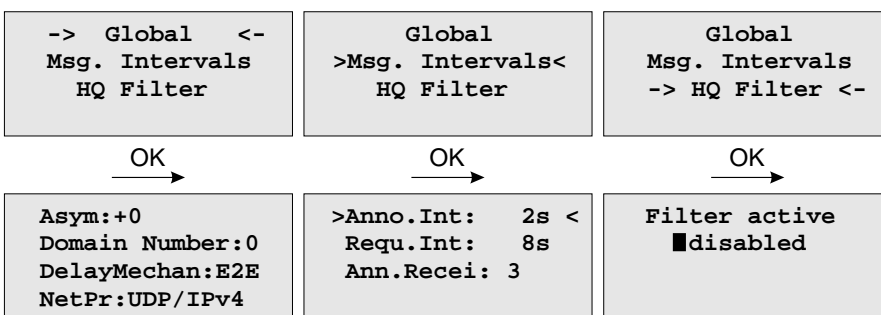 -> Global <-
Msg. Intervals
HQ Filter
Global
>Msg. Intervals<
HQ Filter
Global
Msg. Intervals
-> HQ Filter <-
OK
OK
OK
Asym:+0
Domain Number:0
DelayMechan:E2E
NetPr:UDP/IPv4
>Anno.Int: 2s <
Requ.Int: 8s
Ann.Recei: 3
Filter active
disabled